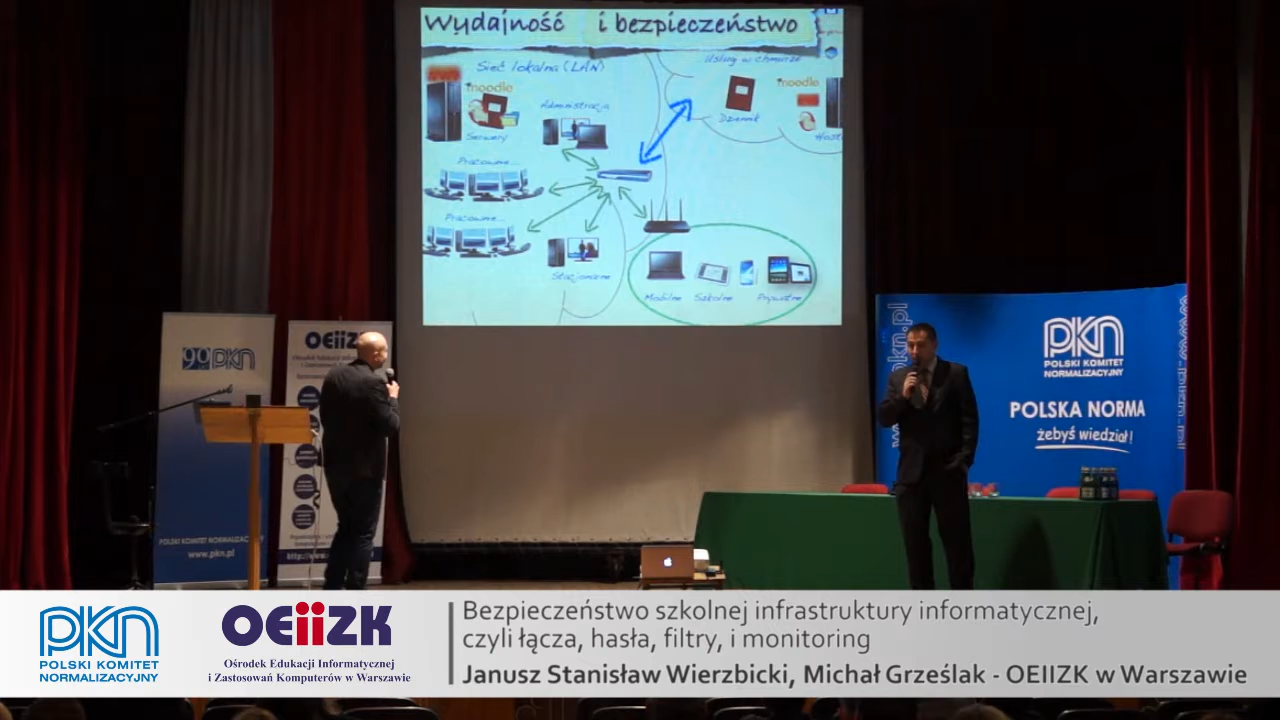 Wydajność i bezpieczeństwo
Sieć lokalna (LAN)
Usługi w chmurze
moodle
Administracja
Serwery
Dziennik
moodle
Host
Pracownie...
Pracownie...
Stacjonarne
Mobilne
Szkolne
Prywatne
90 PKN
POLSKI KOMITET NORMALIZACYJNY
www.pkn.pl
OEiiZK
PKN
POLSKI KOMITET
NORMALIZACYJNY
POLSKA NORMA
żebyś wiedział!
PKN
POLSKI KOMITET
NORMALIZACYJNY
OEiiZK
Ośrodek Edukacji Informatycznej
i Zastosowań Komputerów w Warszawie
Bezpieczeństwo szkolnej infrastruktury informatycznej,
czyli łącza, hasła, filtry, i monitoring
Janusz Stanisław Wierzbicki, Michał Grześlak - OEIIZK w Warszawie